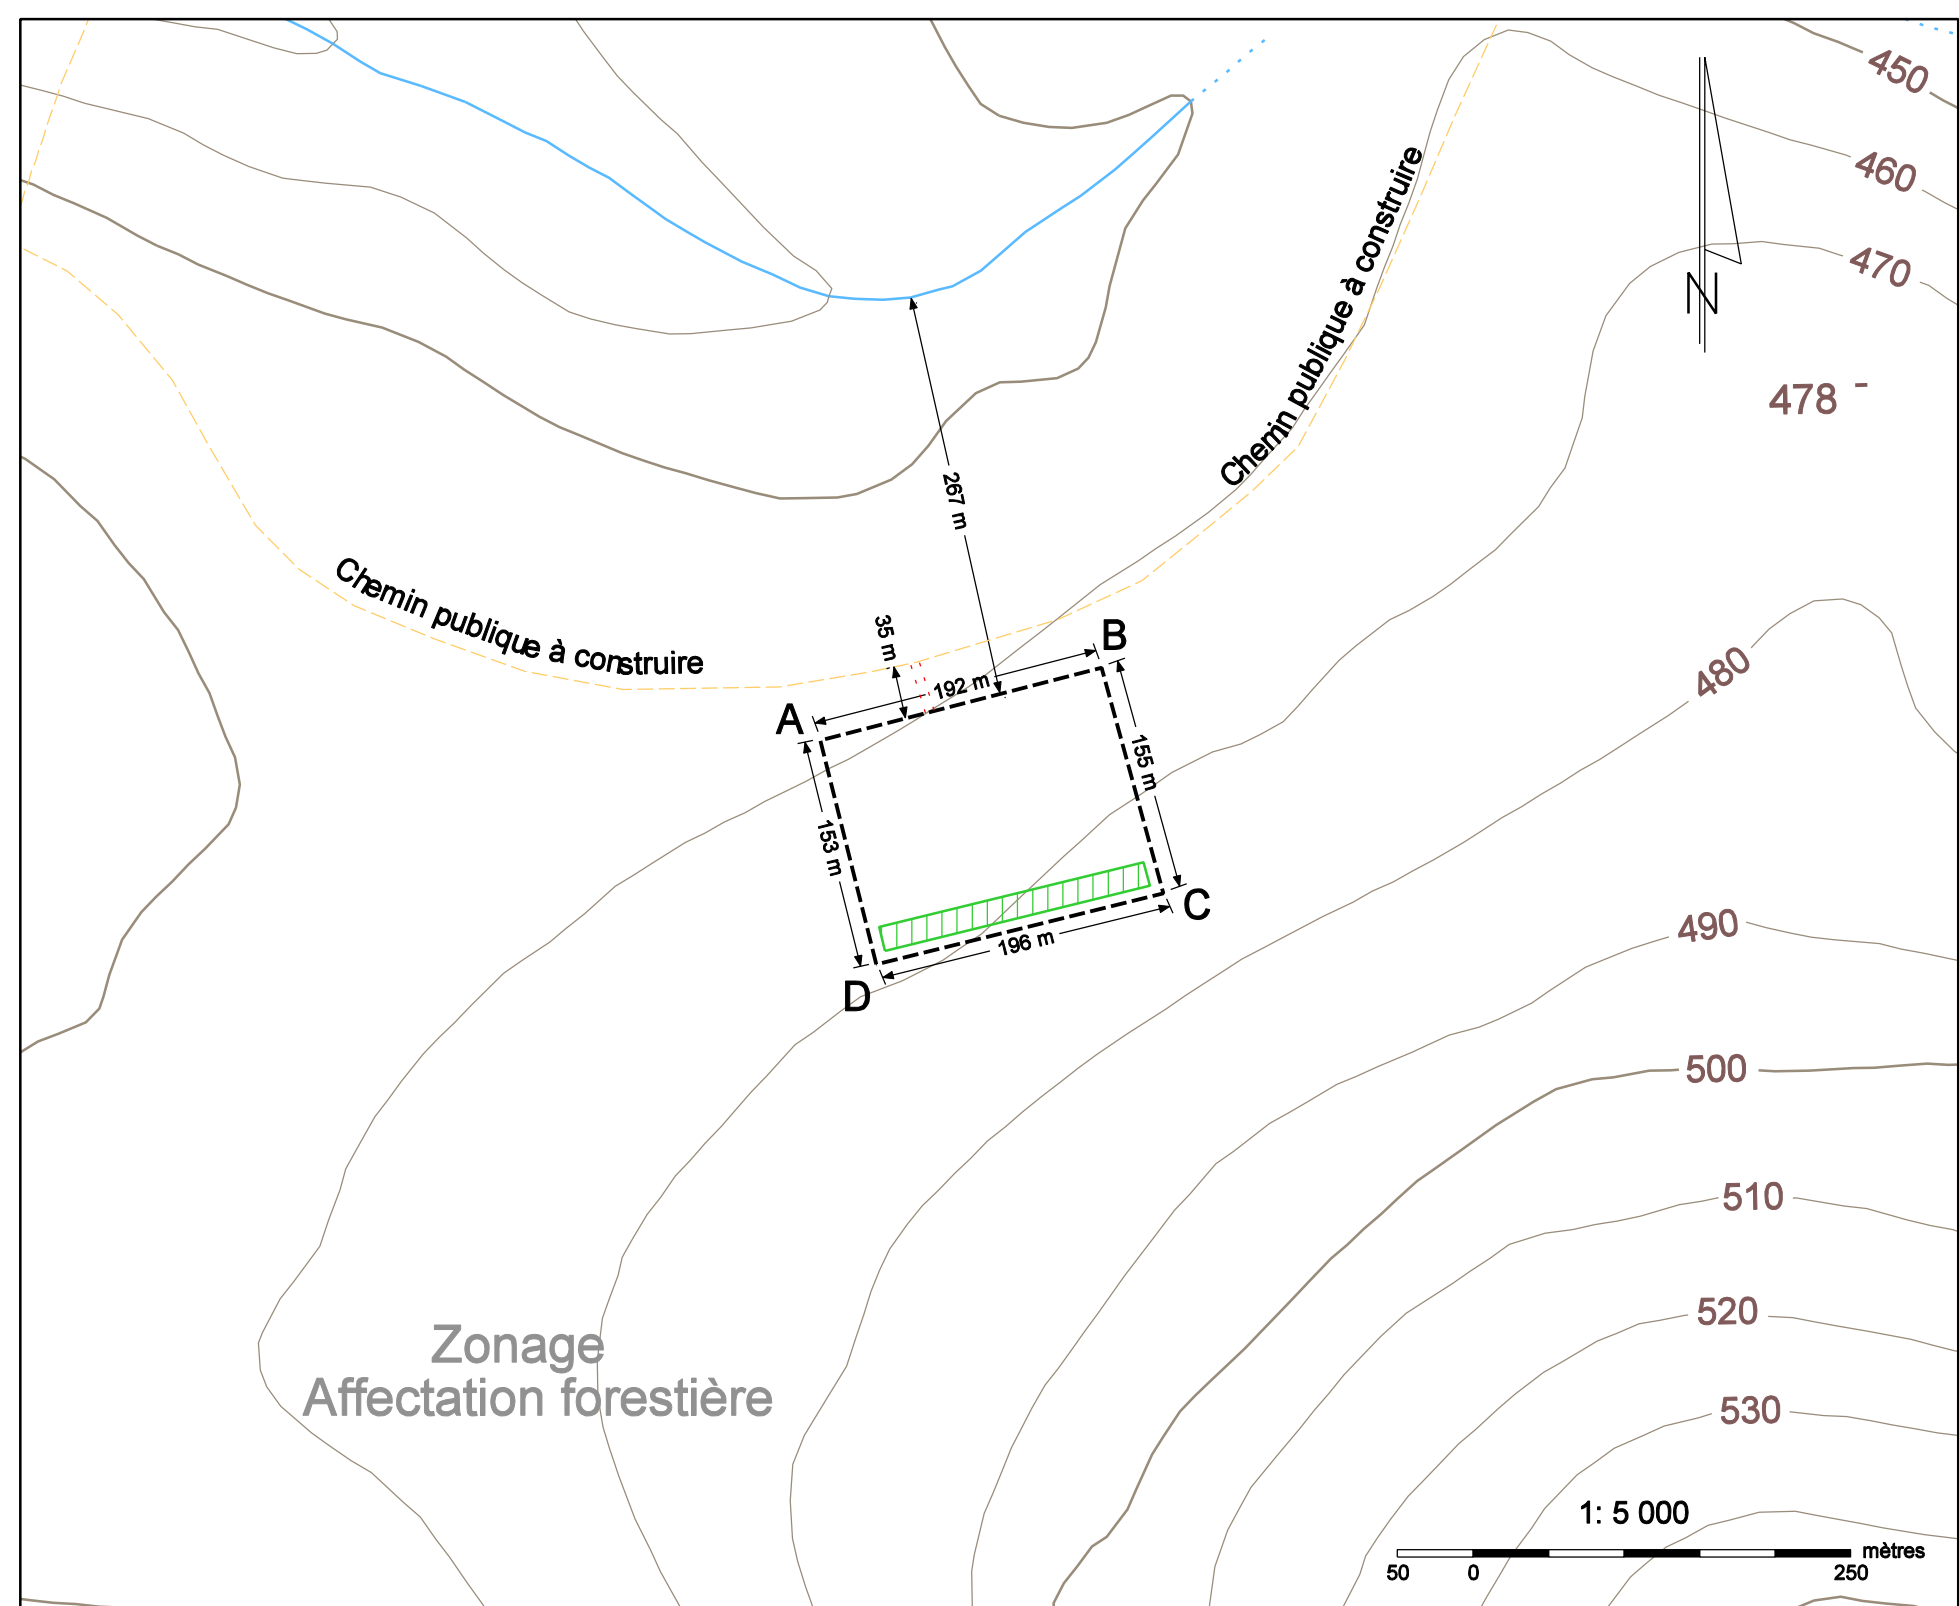 450
460
470
N
478 -
Chemin publique à construire
267 m
Chemin publique à construire
35 m
192 m
A
B
155 m
153 m
480
C
196 m
D
490
500
510
520
530
Zonage
Affectation forestière
1: 5 000
mètres
50 0 250